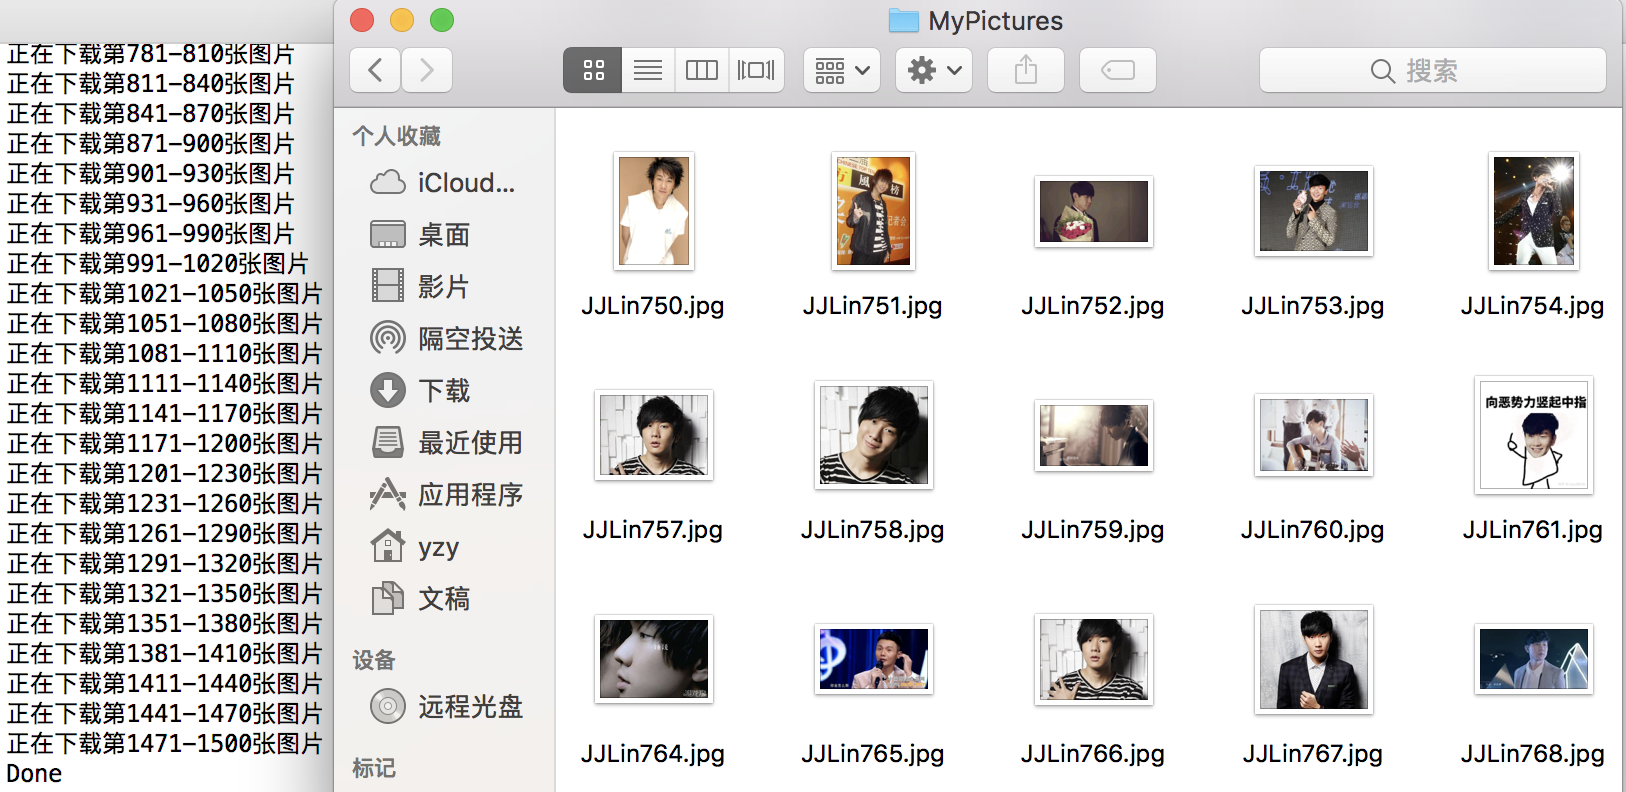 正在下载第781-810张图片
正在下载第811-840张图片
正在下载第841-870张图片
正在下载第871-900张图片
正在下载第901-930张图片
正在下载第931-960张图片
正在下载第961-990张图片
正在下载第991-1020张图片
正在下载第1021-1050张图片
正在下载第1051-1080张图片
正在下载第1081-1110张图片
正在下载第1111-1140张图片
正在下载第1141-1170张图片
正在下载第1171-1200张图片
正在下载第1201-1230张图片
正在下载第1231-1260张图片
正在下载第1261-1290张图片
正在下载第1291-1320张图片
正在下载第1321-1350张图片
正在下载第1351-1380张图片
正在下载第1381-1410张图片
正在下载第1411-1440张图片
正在下载第1441-1470张图片
正在下载第1471-1500张图片
Done
MyPictures
搜索
个人收藏
iCloud...
桌面
影片
隔空投送
下载
最近使用
应用程序
yzy
文稿
设备
远程光盘
标记
風 榜
JJLin750.jpg
JJLin751.jpg
JJLin752.jpg
JJLin753.jpg
JJLin754.jpg
向恶势力竖起中指
JJLin757.jpg
JJLin758.jpg
JJLin759.jpg
JJLin760.jpg
JJLin761.jpg
JJLin764.jpg
JJLin765.jpg
JJLin766.jpg
JJLin767.jpg
JJLin768.jpg